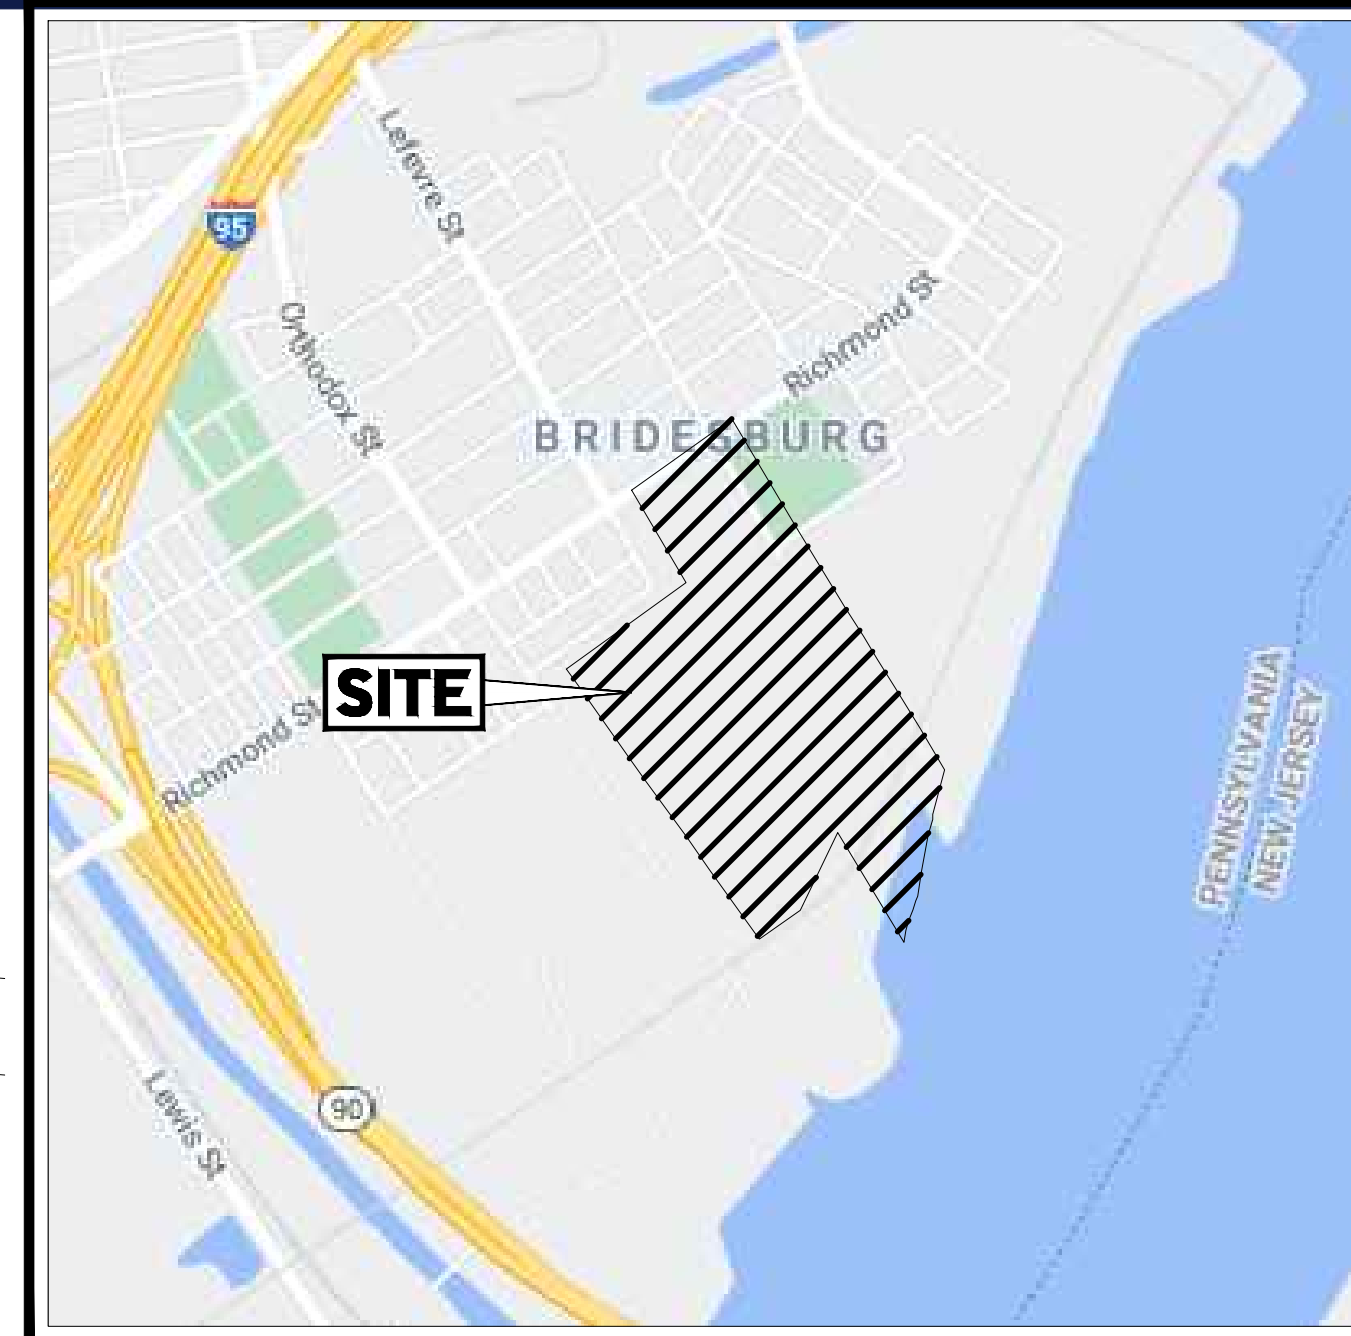 Lefevre St
95
Orthodox St
Richmond St
BRIDESBURG
SITE
Richmond St
PENNSYLVANIA
NEW JERSEY
90
Lewis St